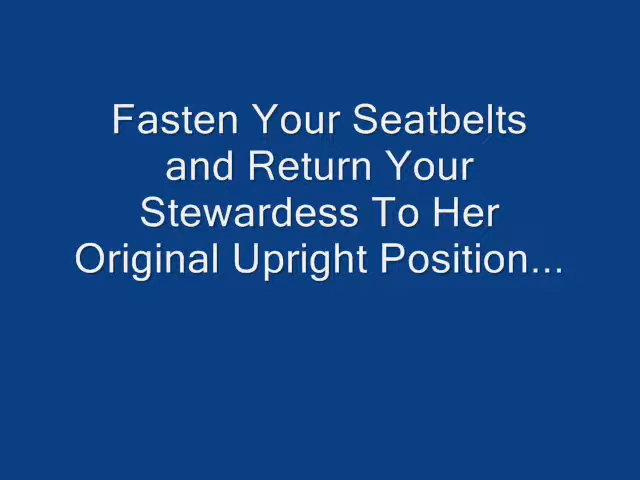 Fasten Your Seatbelts
and Return Your
Stewardess To Her
Original Upright Position...